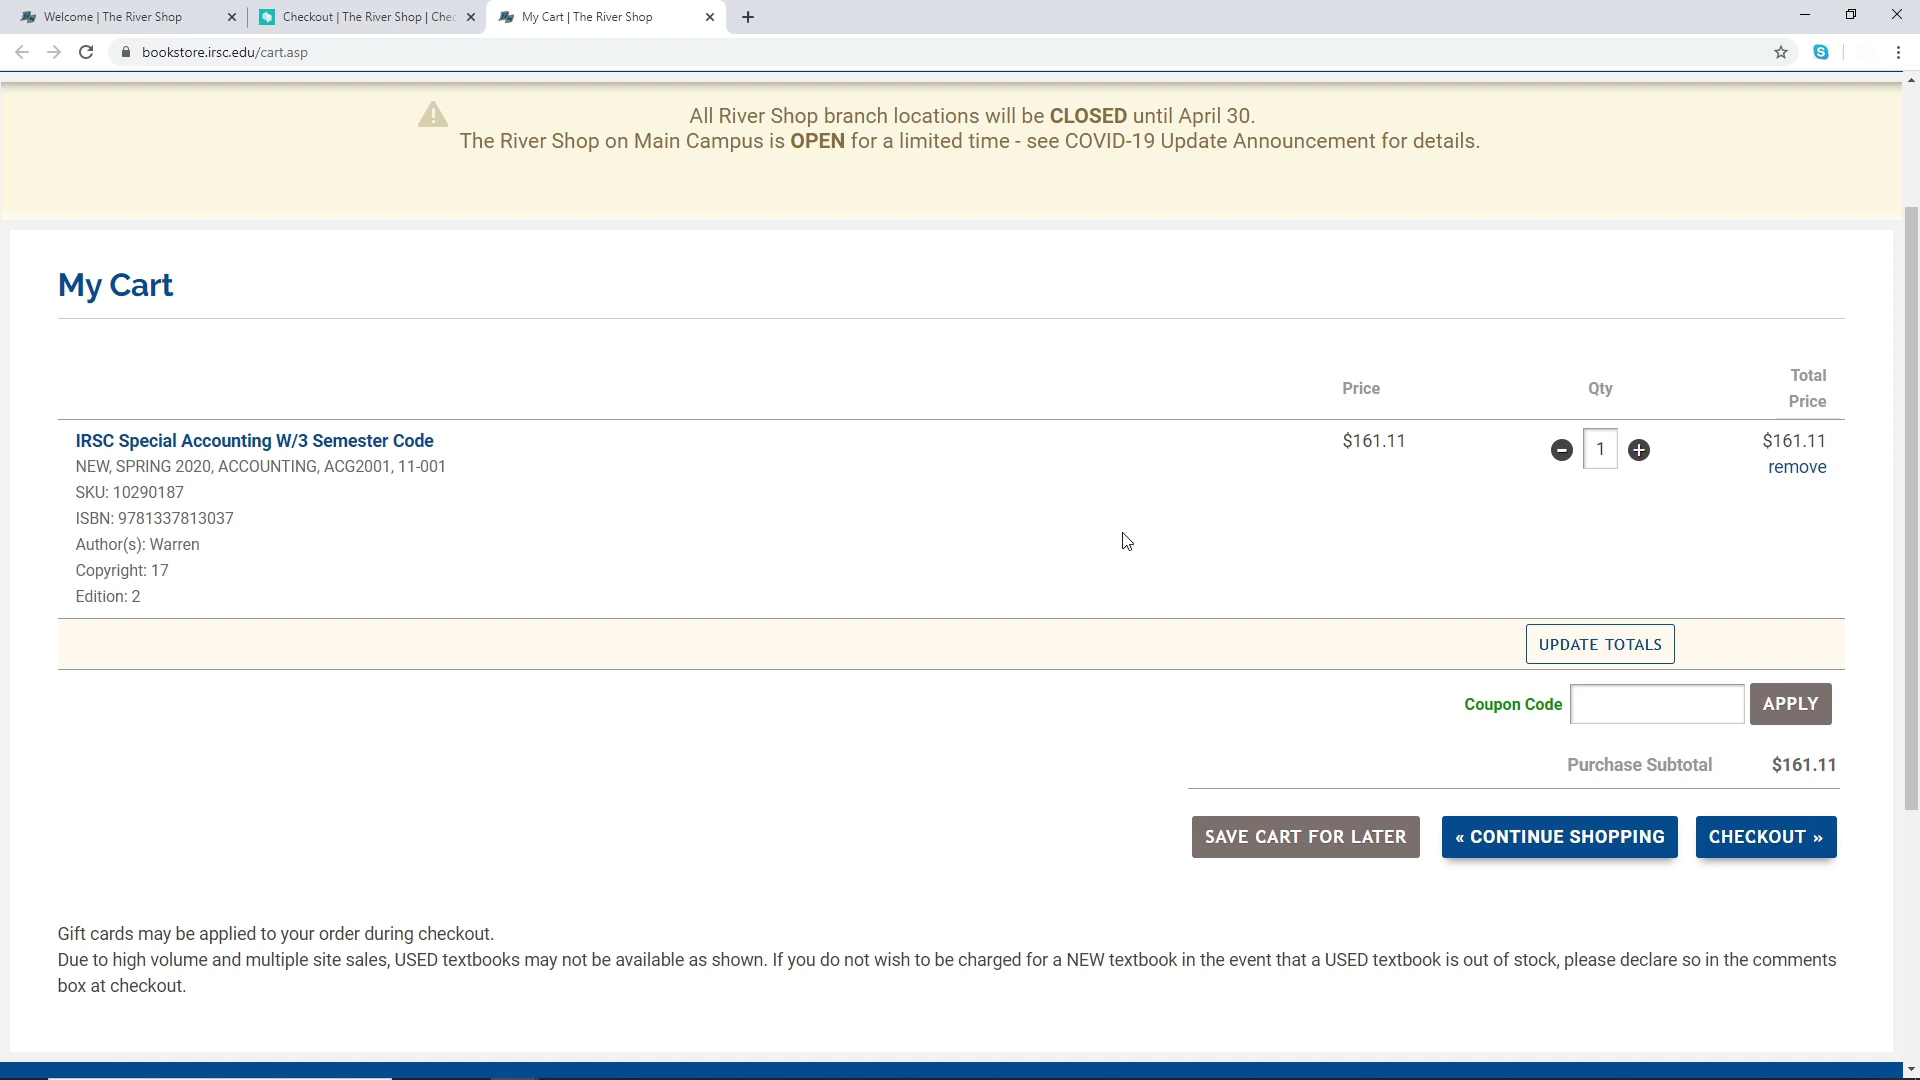 Welcome | The River Shop
Checkout | The River Shop | Chec
My Cart | The River Shop
bookstore.irsc.edu/cart.asp
All River Shop branch locations will be CLOSED until April 30.
The River Shop on Main Campus is OPEN for a limited time - see COVID-19 Update Announcement for details.
My Cart
Price
Qty
Total
Price
IRSC Special Accounting W/3 Semester Code
$161.11
1
$161.11
NEW, SPRING 2020, ACCOUNTING, ACG2001, 11-001
remove
SKU: 10290187
ISBN: 9781337813037
Author(s): Warren
Copyright: 17
Edition: 2
UPDATE TOTALS
Coupon Code
APPLY
Purchase Subtotal $161.11
SAVE CART FOR LATER
« CONTINUE SHOPPING
CHECKOUT »
Gift cards may be applied to your order during checkout.
Due to high volume and multiple site sales, USED textbooks may not be available as shown. If you do not wish to be charged for a NEW textbook in the event that a USED textbook is out of stock, please declare so in the comments
box at checkout.